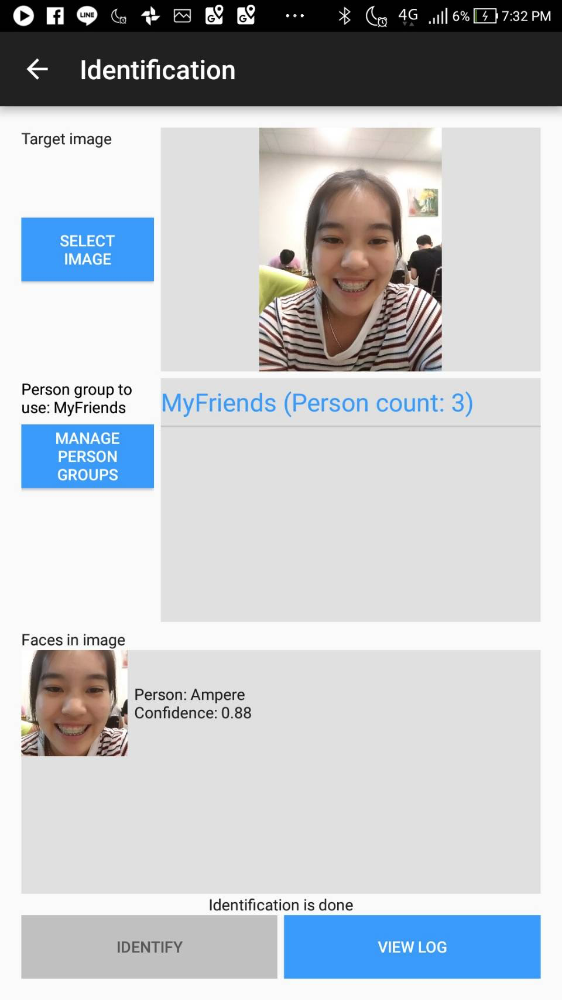 LINE
4G
6%
7:32 PM
Identification
Target image
SELECT
IMAGE
Person group to
use: MyFriends
MyFriends (Person count: 3)
MANAGE
PERSON
GROUPS
Faces in image
Person: Ampere
Confidence: 0.88
Identification is done
IDENTIFY
VIEW LOG